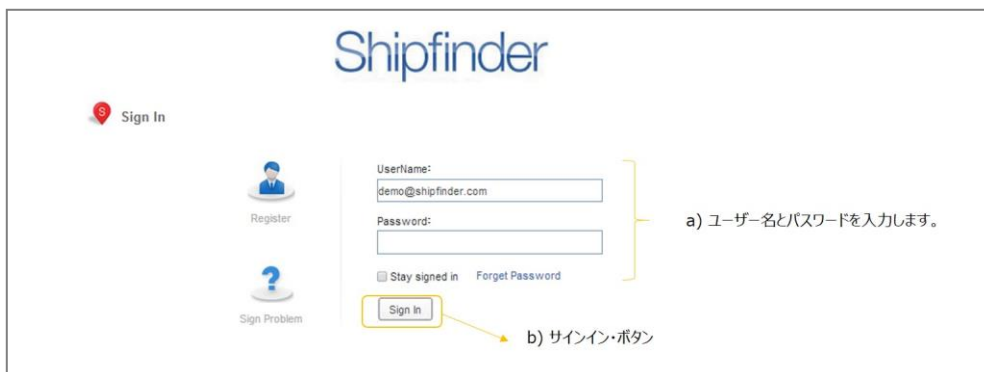 Shipfinder
S
Sign In
UserName:
demo@shipfinder.com
Register
Password:
a) ユーザー名とパスワードを入力します。
?
Stay signed in Forget Password
Sign In
Sign Problem
b) サインイン・ボタン